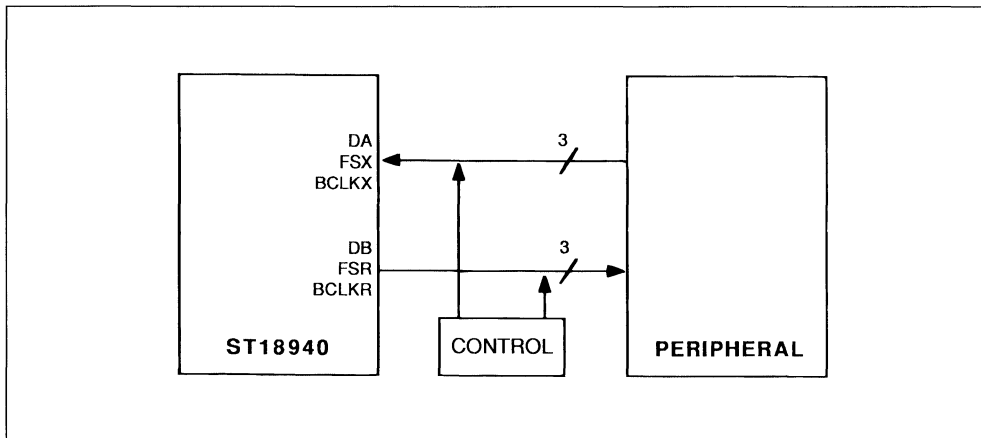 DA
FSX
BCLKX
3
DB
FSR
BCLKR
3
ST18940
CONTROL
PERIPHERAL